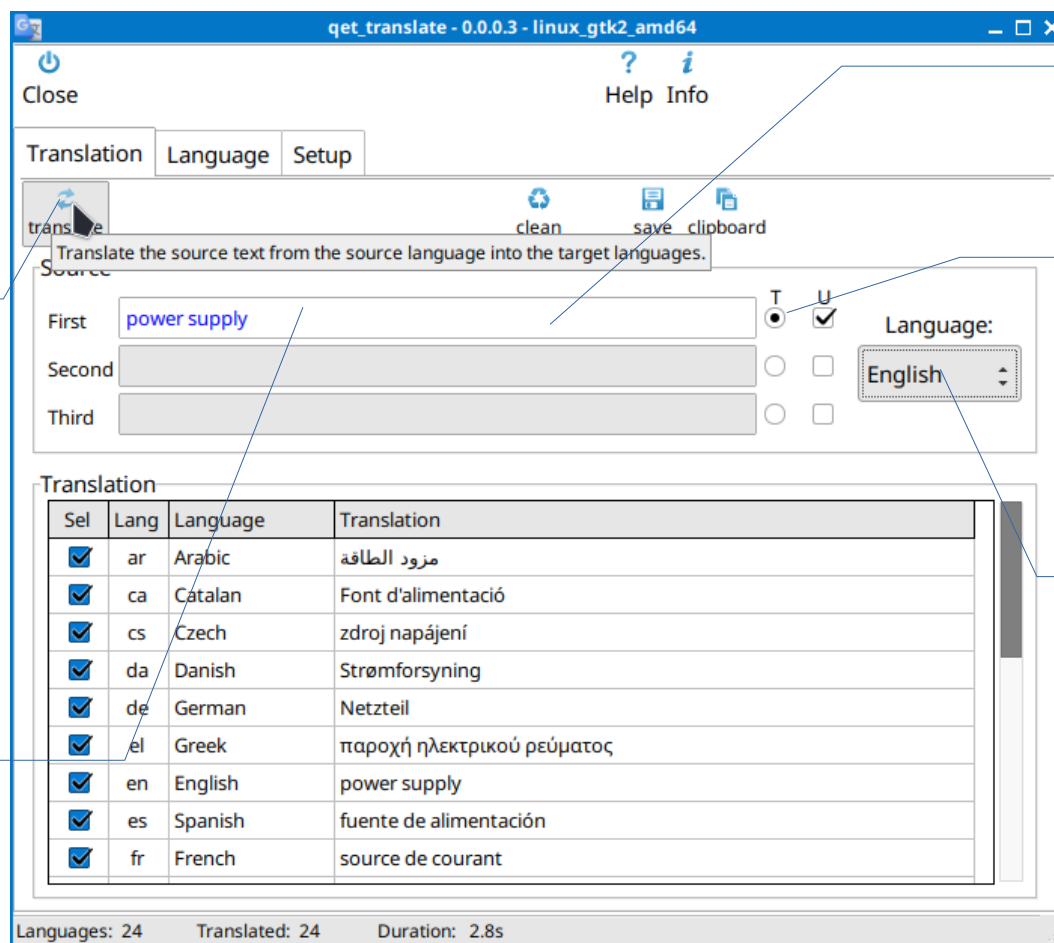 qet_translate - 0.0.0.3 - linux_gtk2_amd64
Close Help Info
Translation Language Setup
clean save clipboard
Translate the source text from the source language into the target languages.
Source
T U
First power supply Language:
Second English
Third
Translation
Sel Lang Language Translation
ar Arabic مزود الطاقة
ca Catalan Font d'alimentació
cs Czech zdroj napájení
da Danish Strømforsyning
de German Netzteil
el Greek παροχή ηλεκτρικού ρεύματος
en English power supply
es Spanish fuente de alimentación
fr French source de courant
Languages: 24 Translated: 24 Duration: 2.8s